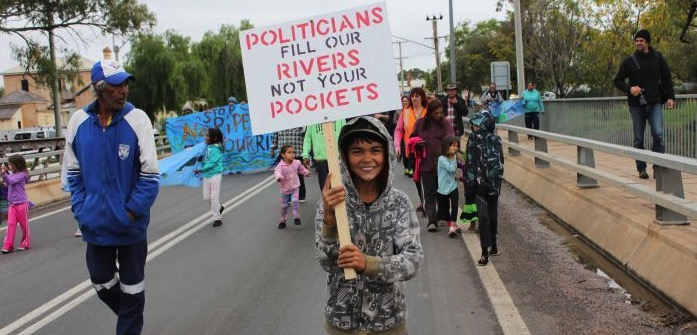 POLITICIANS
FILL OUR
RIVERS
NOT YOUR
POCKETS